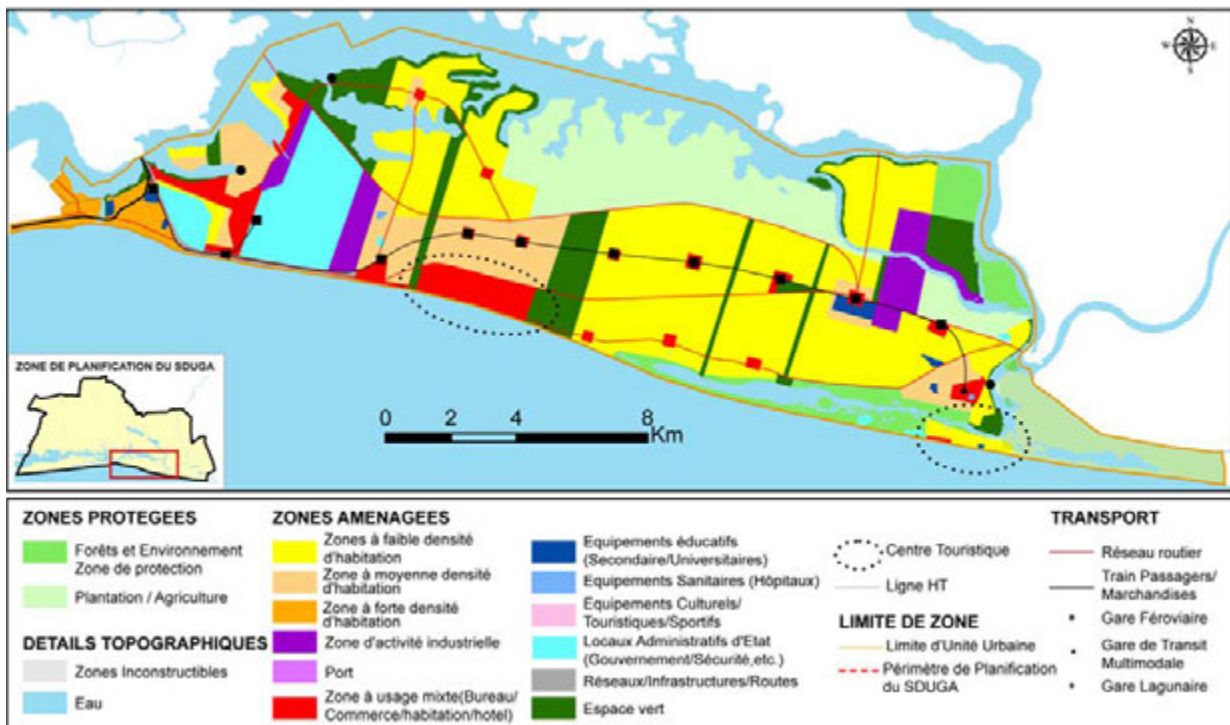 N
W
E
S
ZONE DE PLANIFICATION DU SDUGA
0
2
4
8
Km
ZONES PROTEGEES
Forêts et Environnement
Zone de protection
Plantation / Agriculture
DETAILS TOPOGRAPHIQUES
Zones Inconstructibles
Eau
ZONES AMENAGEES
Zones à faible densité
d'habitation
Zone à moyenne densité
d'habitation
Zone à forte densité
d'habitation
Zone d'activité industrielle
Port
Zone à usage mixte(Bureau/
Commerce/habitation/hotel)
Equipements éducatifs
(Secondaire/Universitaires)
Equipements Sanitaires (Hôpitaux)
Equipements Culturels/
Touristiques/Sportifs
Locaux Administratifs d'Etat
(Gouvernement/Sécurité,etc.)
Réseaux/Infrastructures/Routes
Espace vert
Centre Touristique
Ligne HT
LIMITE DE ZONE
Limite d'Unité Urbaine
Périmètre de Planification
du SDUGA
TRANSPORT
Réseau routier
Train Passagers/
Marchandises
Gare Féroviaire
Gare de Transit
Multimodale
Gare Lagunaire